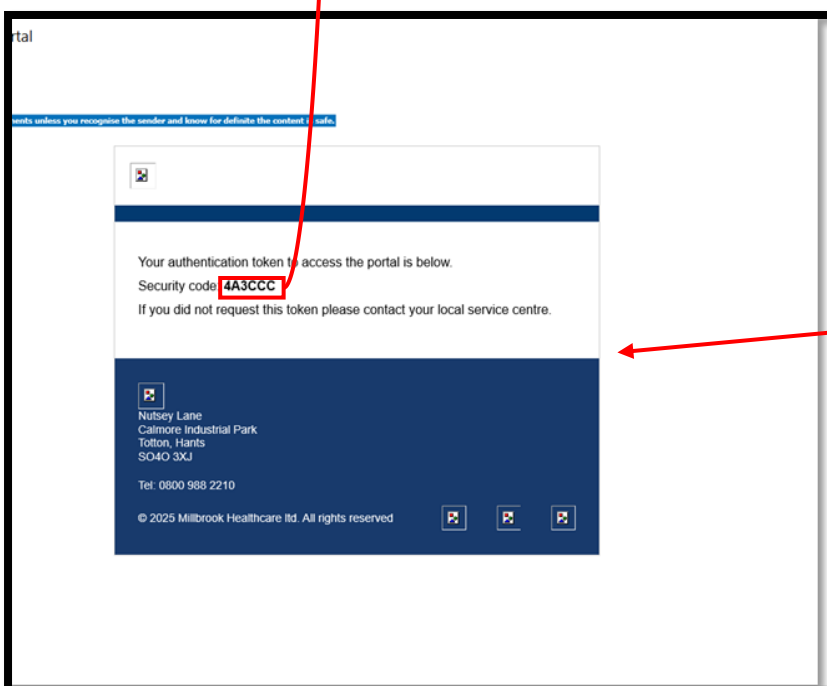 rtal
ments unless you recognise the sender and know for definite the content is safe.
Your authentication token to access the portal is below.
Security code: 4A3CCC
If you did not request this token please contact your local service centre.
Nutsey Lane
Calmore Industrial Park
Totton, Hants
SO4O 3XJ
Tel: 0800 988 2210
© 2025 Millbrook Healthcare ltd. All rights reserved